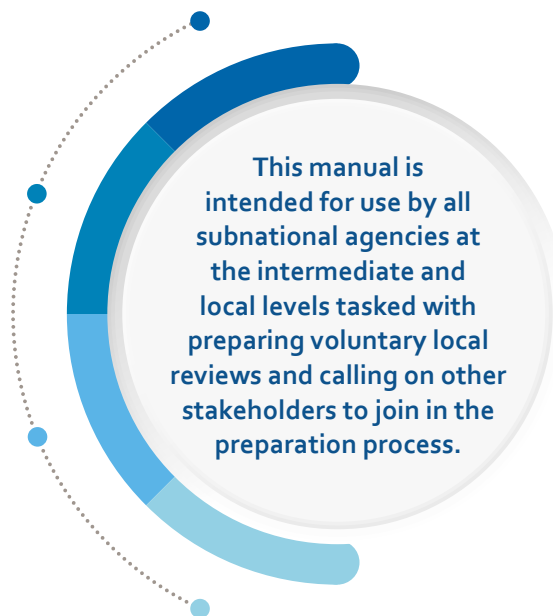 This manual is
intended for use by all
subnational agencies at
the intermediate and
local levels tasked with
preparing voluntary local
reviews and calling on other
stakeholders to join in the
preparation process.